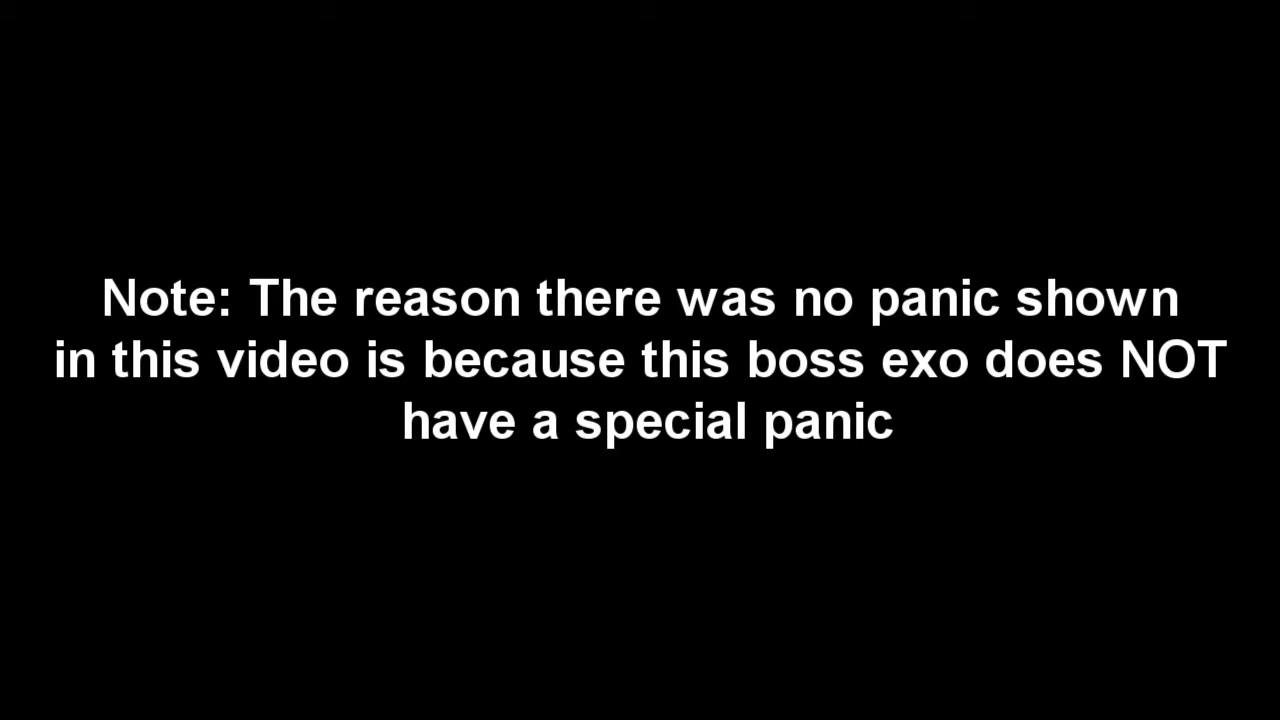 Note: The reason there was no panic shown
in this video is because this boss exo does NOT
have a special panic